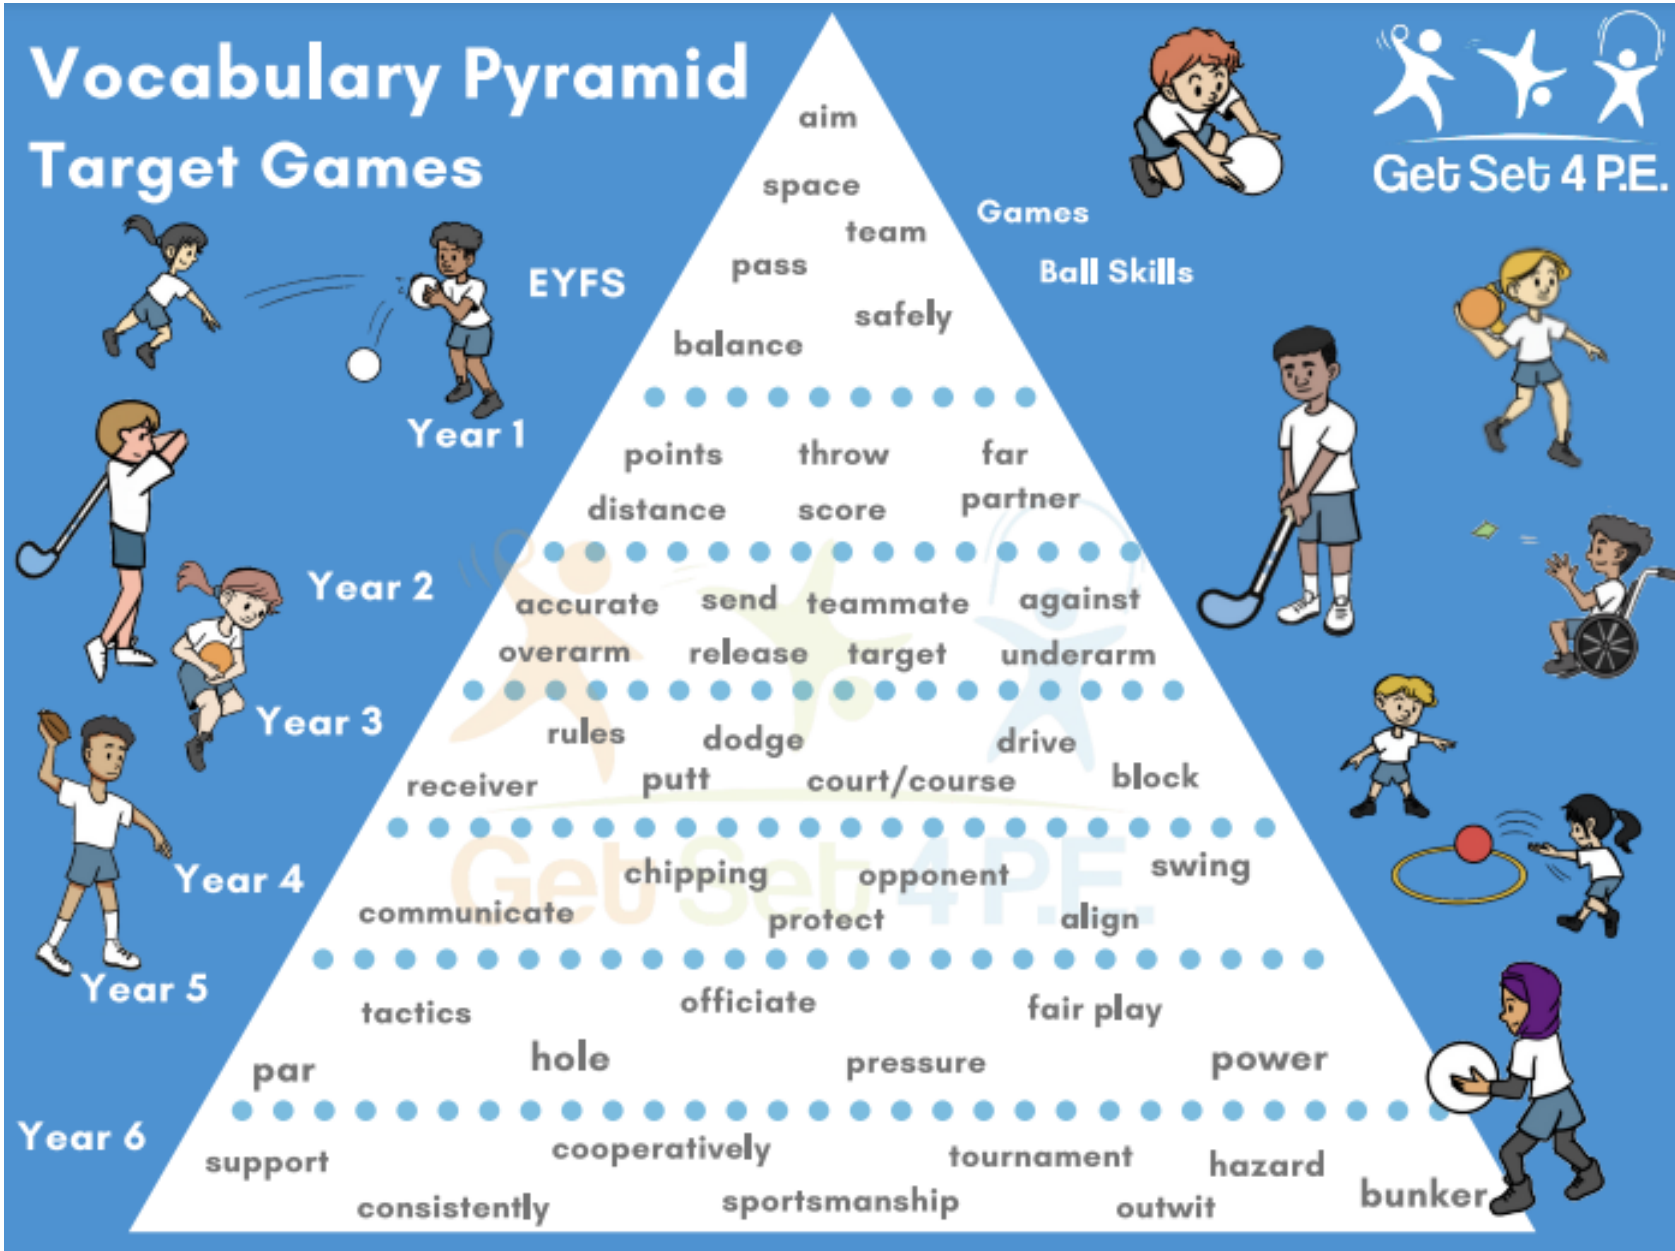 Vocabulary Pyramid
Target Games
Get Set 4 P.E.
EYFS
Games
Ball Skills
aim
space
team
pass
safely
balance
Year 1
points throw far
distance score partner
Year 2
accurate send teammate against
overarm release target underarm
Year 3
rules dodge drive
receiver putt court/course block
Year 4
chipping opponent swing
communicate protect align
Get Set 4 P.E.
Year 5
tactics officiate fair play
par hole pressure power
Year 6
support cooperatively tournament hazard
consistently sportsmanship outwit bunker